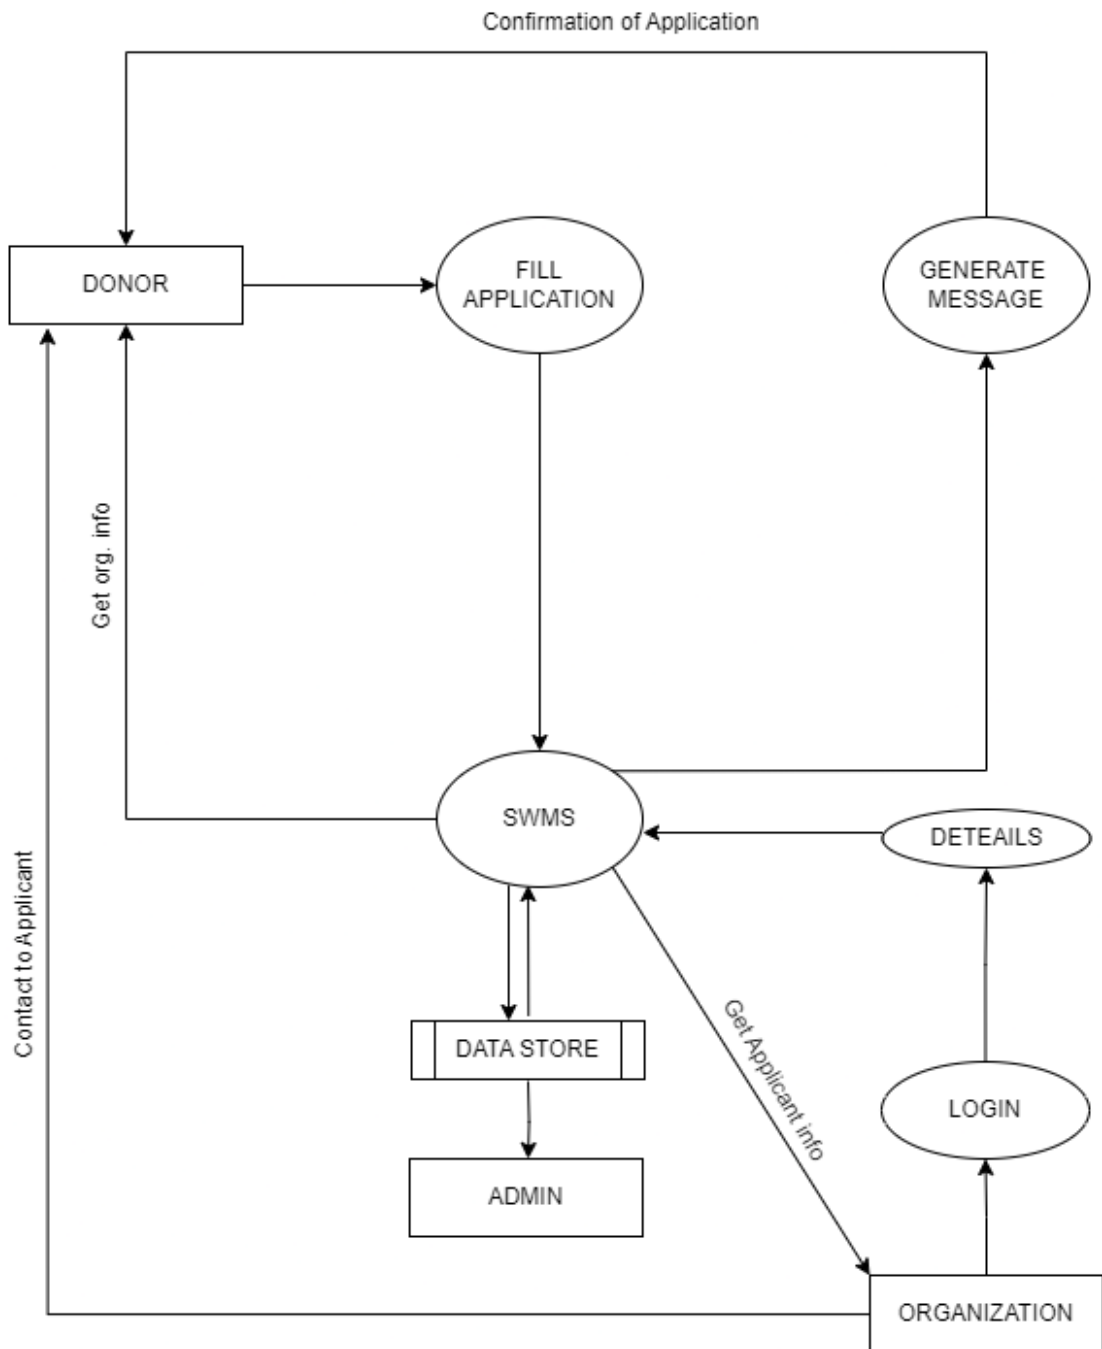 Confirmation of Application
DONOR
FILL
APPLICATION
GENERATE
MESSAGE
Get org. info
SWMS
DETEAILS
Contact to Applicant
DATA STORE
Get Applicant info
LOGIN
ADMIN
ORGANIZATION